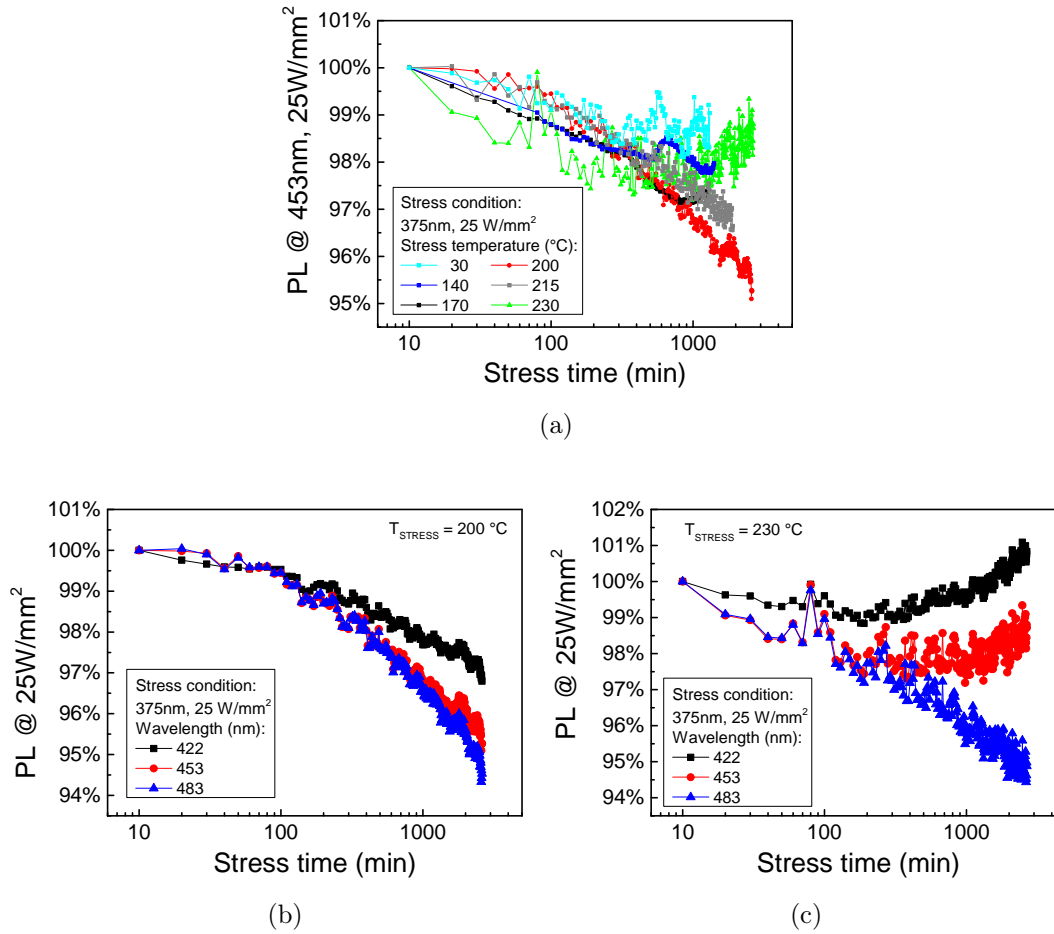 101%
100%
99%
98%
97%
96%
95%
PL @ 453nm, 25W/mm²
Stress condition:
375nm, 25 W/mm²
Stress temperature (°C):
30 200
140 215
170 230
10 100 1000
Stress time (min)
(a)
101%
100%
99%
98%
97%
96%
95%
94%
PL @ 25W/mm²
T_STRESS = 200 °C
Stress condition:
375nm, 25 W/mm²
Wavelength (nm):
422
453
483
10 100 1000
Stress time (min)
(b)
102%
101%
100%
99%
98%
97%
96%
95%
94%
PL @ 25W/mm²
T_STRESS = 230 °C
Stress condition:
375nm, 25 W/mm²
Wavelength (nm):
422
453
483
10 100 1000
Stress time (min)
(c)